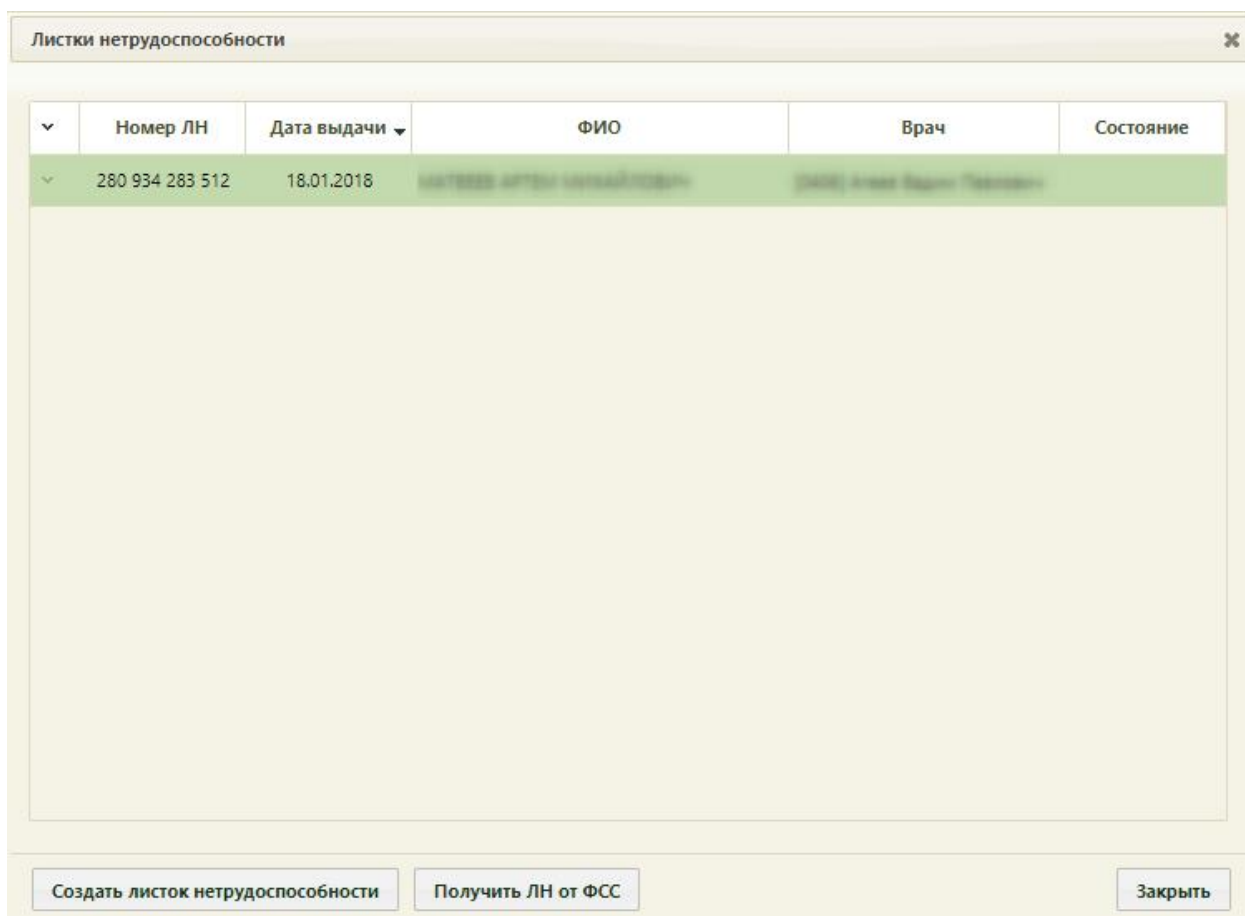 Листки нетрудоспособности
Номер ЛН Дата выдачи ФИО Врач Состояние
280 934 283 512 18.01.2018
Создать листок нетрудоспособности Получить ЛН от ФСС Закрыть